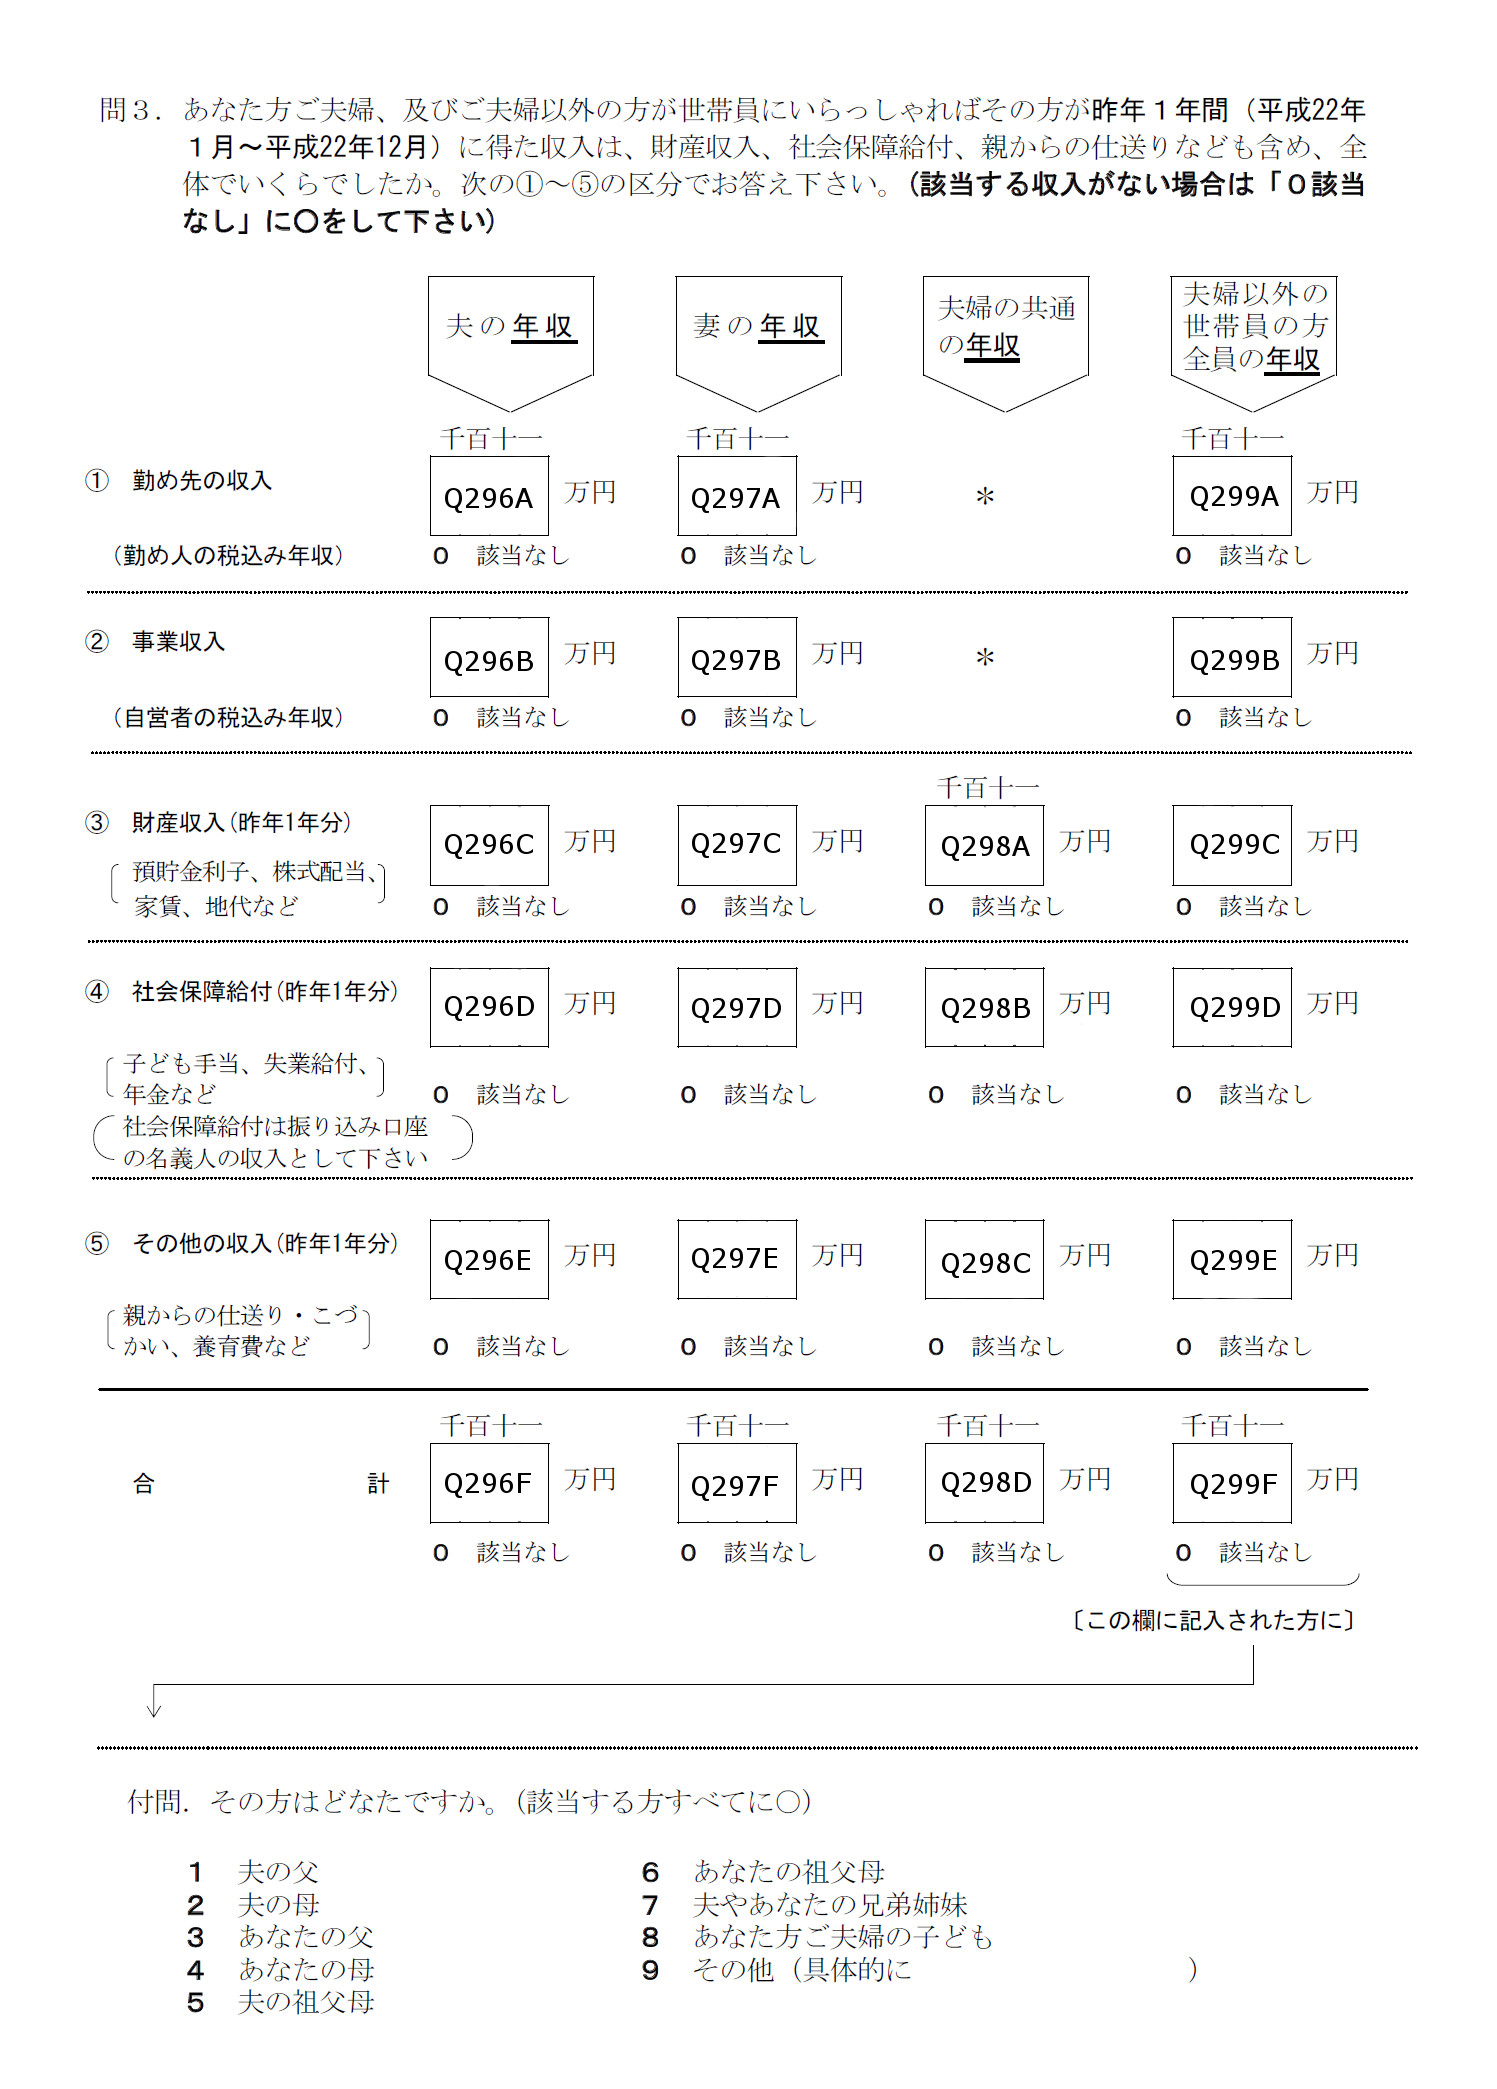 問３．あなた方ご夫婦、及びご夫婦以外の方が世帯員にいらっしゃればその方が昨年１年間（平成22年
１月～平成22年12月）に得た収入は、財産収入、社会保障給付、親からの仕送りなども含め、全
体でいくらでしたか。次の①～⑤の区分でお答え下さい。（該当する収入がない場合は「０該当
なし」に○をして下さい）
夫の年収
妻の年収
夫婦の共通
の年収
夫婦以外の
世帯員の方
全員の年収
千百十一 千百十一 千百十一
① 勤め先の収入 Q296A 万円 Q297A 万円 ＊ Q299A 万円
（勤め人の税込み年収） 0 該当なし 0 該当なし 0 該当なし
② 事業収入 Q296B 万円 Q297B 万円 ＊ Q299B 万円
（自営者の税込み年収） 0 該当なし 0 該当なし 0 該当なし
千百十一
③ 財産収入（昨年1年分） Q296C 万円 Q297C 万円 Q298A 万円 Q299C 万円
預貯金利子、株式配当、
家賃、地代など 0 該当なし 0 該当なし 0 該当なし 0 該当なし
④ 社会保障給付（昨年1年分） Q296D 万円 Q297D 万円 Q298B 万円 Q299D 万円
子ども手当、失業給付、
年金など 0 該当なし 0 該当なし 0 該当なし 0 該当なし
社会保障給付は振り込み口座
の名義人の収入として下さい
⑤ その他の収入（昨年1年分） Q296E 万円 Q297E 万円 Q298C 万円 Q299E 万円
親からの仕送り・こづ
かい、養育費など 0 該当なし 0 該当なし 0 該当なし 0 該当なし
千百十一 千百十一 千百十一 千百十一
合 計 Q296F 万円 Q297F 万円 Q298D 万円 Q299F 万円
0 該当なし 0 該当なし 0 該当なし 0 該当なし
〔この欄に記入された方に〕
付問．その方はどなたですか。（該当する方すべてに○）
1 夫の父
2 夫の母
3 あなたの父
4 あなたの母
5 夫の祖父母
6 あなたの祖父母
7 夫やあなたの兄弟姉妹
8 あなた方ご夫婦の子ども
9 その他（具体的に ）